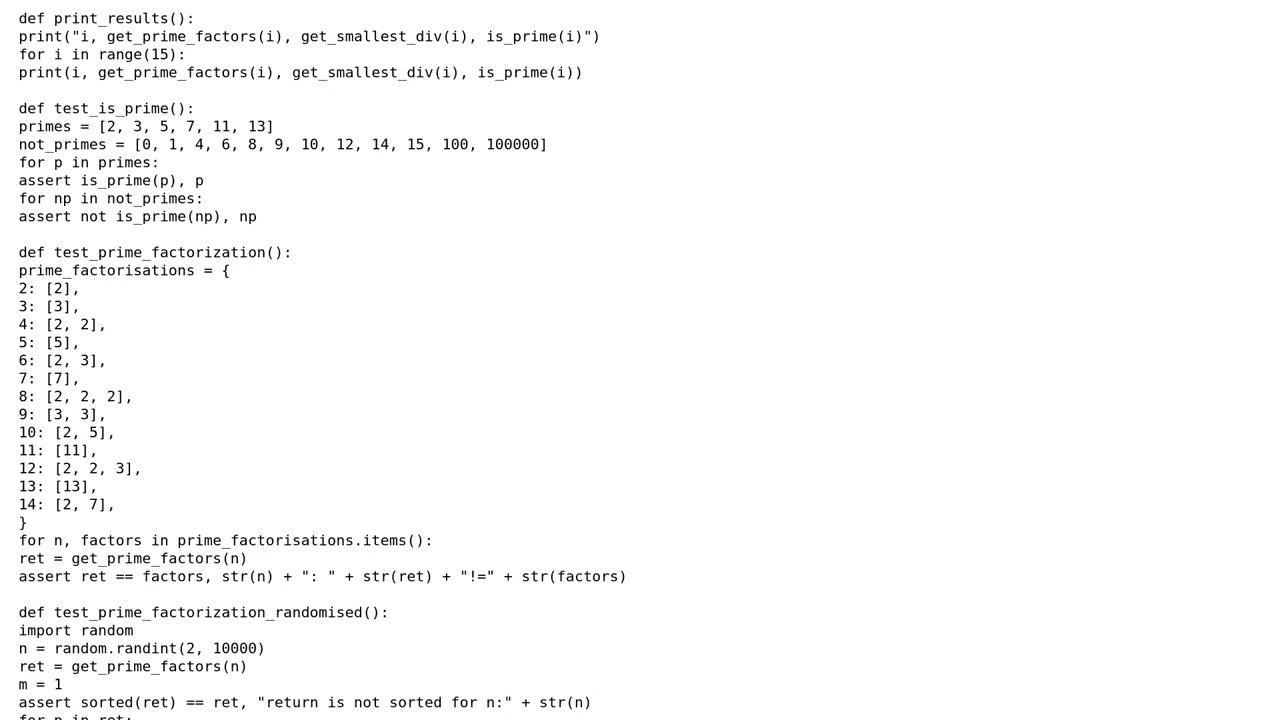 def print_results():
print("i, get_prime_factors(i), get_smallest_div(i), is_prime(i)")
for i in range(15):
print(i, get_prime_factors(i), get_smallest_div(i), is_prime(i))

def test_is_prime():
primes = [2, 3, 5, 7, 11, 13]
not_primes = [0, 1, 4, 6, 8, 9, 10, 12, 14, 15, 100, 100000]
for p in primes:
assert is_prime(p), p
for np in not_primes:
assert not is_prime(np), np

def test_prime_factorization():
prime_factorisations = {
2: [2],
3: [3],
4: [2, 2],
5: [5],
6: [2, 3],
7: [7],
8: [2, 2, 2],
9: [3, 3],
10: [2, 5],
11: [11],
12: [2, 2, 3],
13: [13],
14: [2, 7],
}
for n, factors in prime_factorisations.items():
ret = get_prime_factors(n)
assert ret == factors, str(n) + ": " + str(ret) + "!=" + str(factors)

def test_prime_factorization_randomised():
import random
n = random.randint(2, 10000)
ret = get_prime_factors(n)
m = 1
assert sorted(ret) == ret, "return is not sorted for n:" + str(n)
for p in ret: